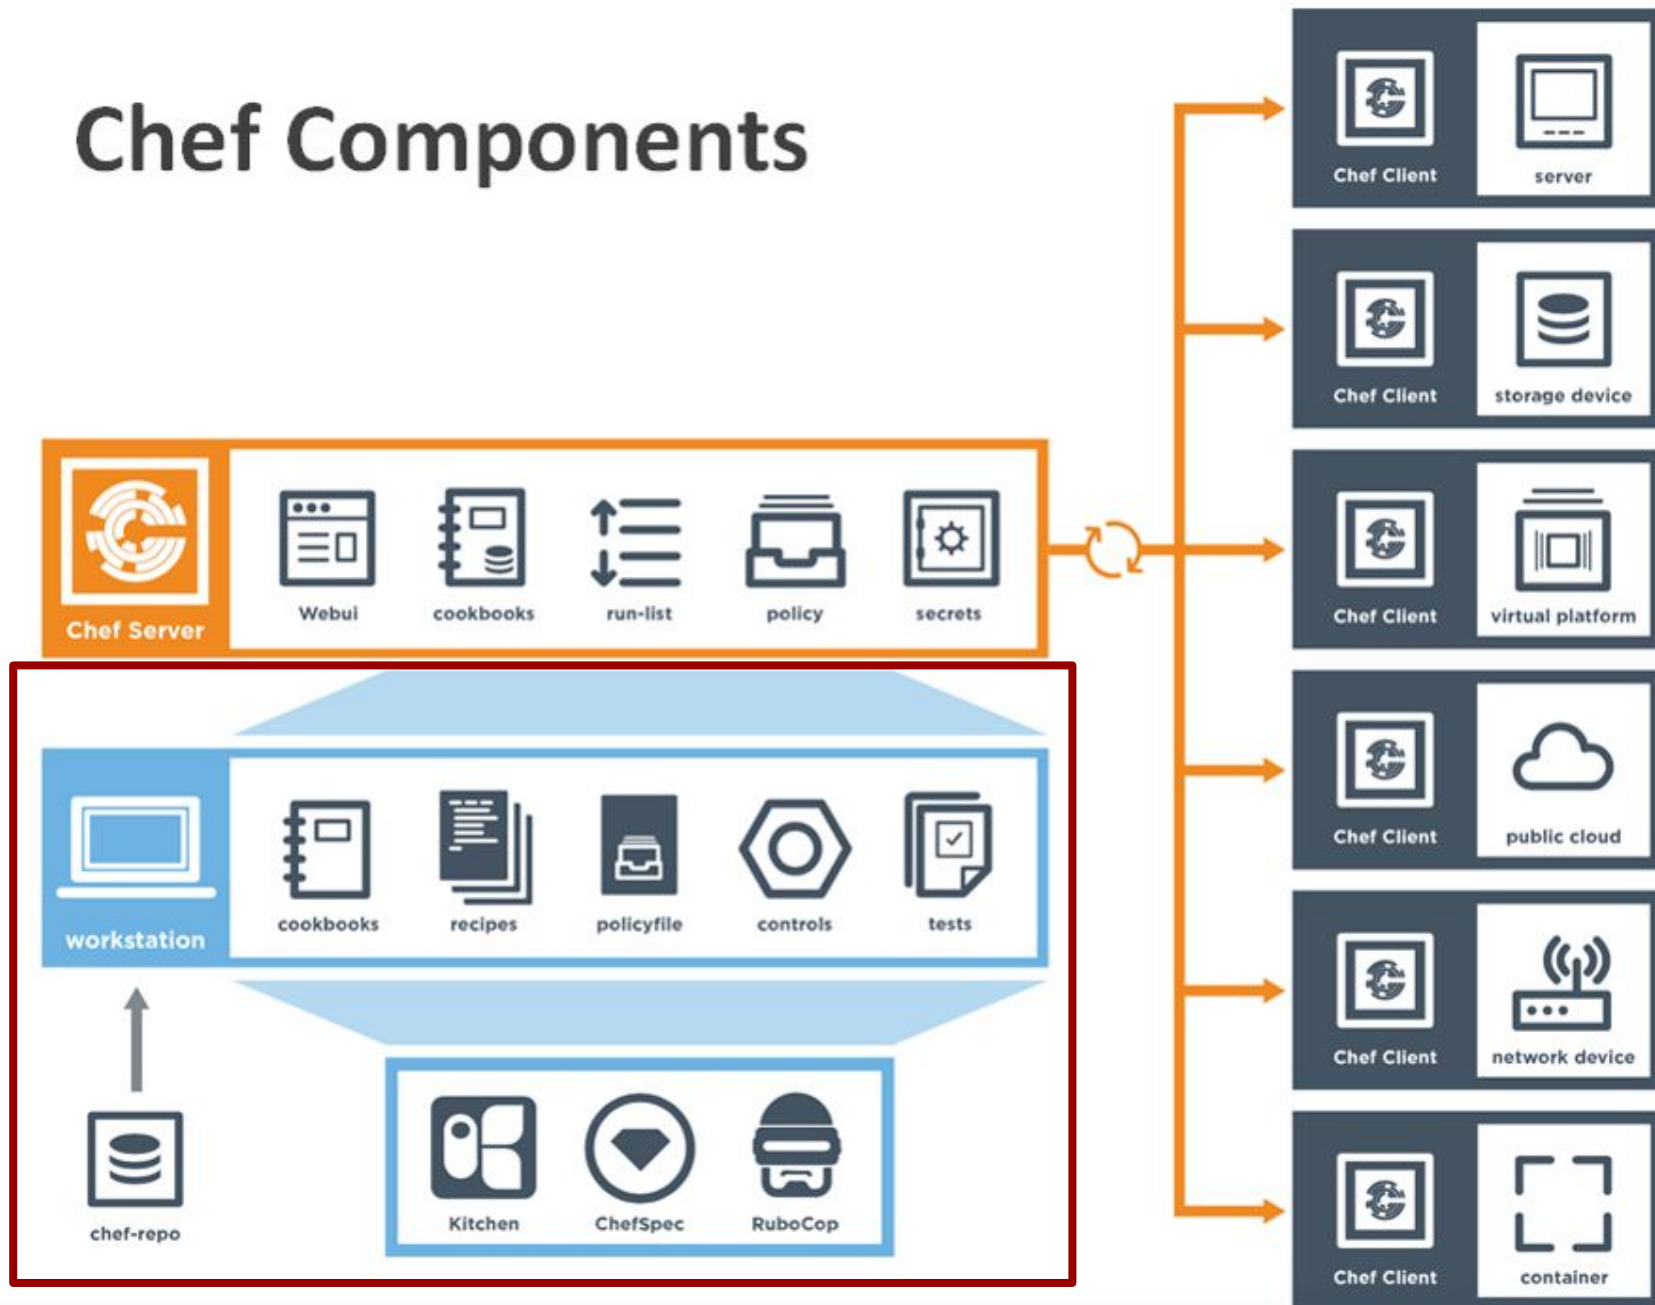 Chef Components
Chef Server
Webui
cookbooks
run-list
policy
secrets
workstation
cookbooks
recipes
policyfile
controls
tests
chef-repo
Kitchen
ChefSpec
RuboCop
Chef Client
server
Chef Client
storage device
Chef Client
virtual platform
Chef Client
public cloud
Chef Client
network device
Chef Client
container